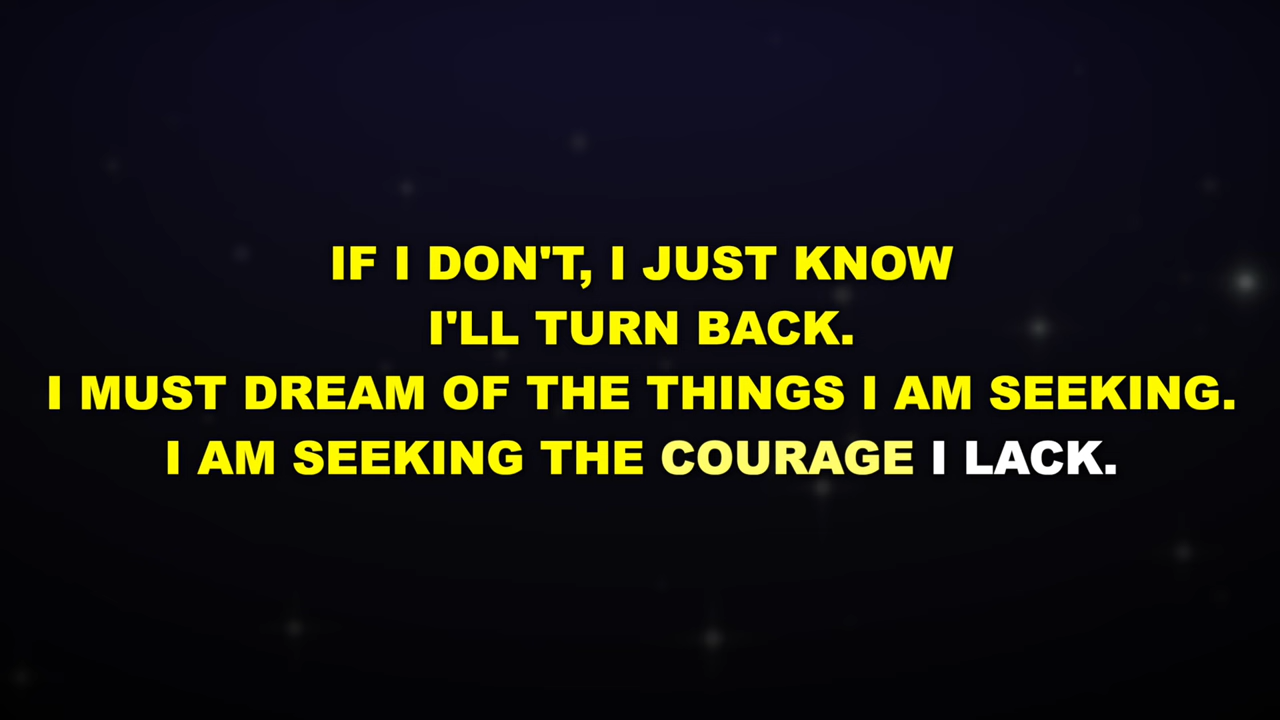 IF I DON'T, I JUST KNOW
I'LL TURN BACK.
I MUST DREAM OF THE THINGS I AM SEEKING.
I AM SEEKING THE COURAGE I LACK.